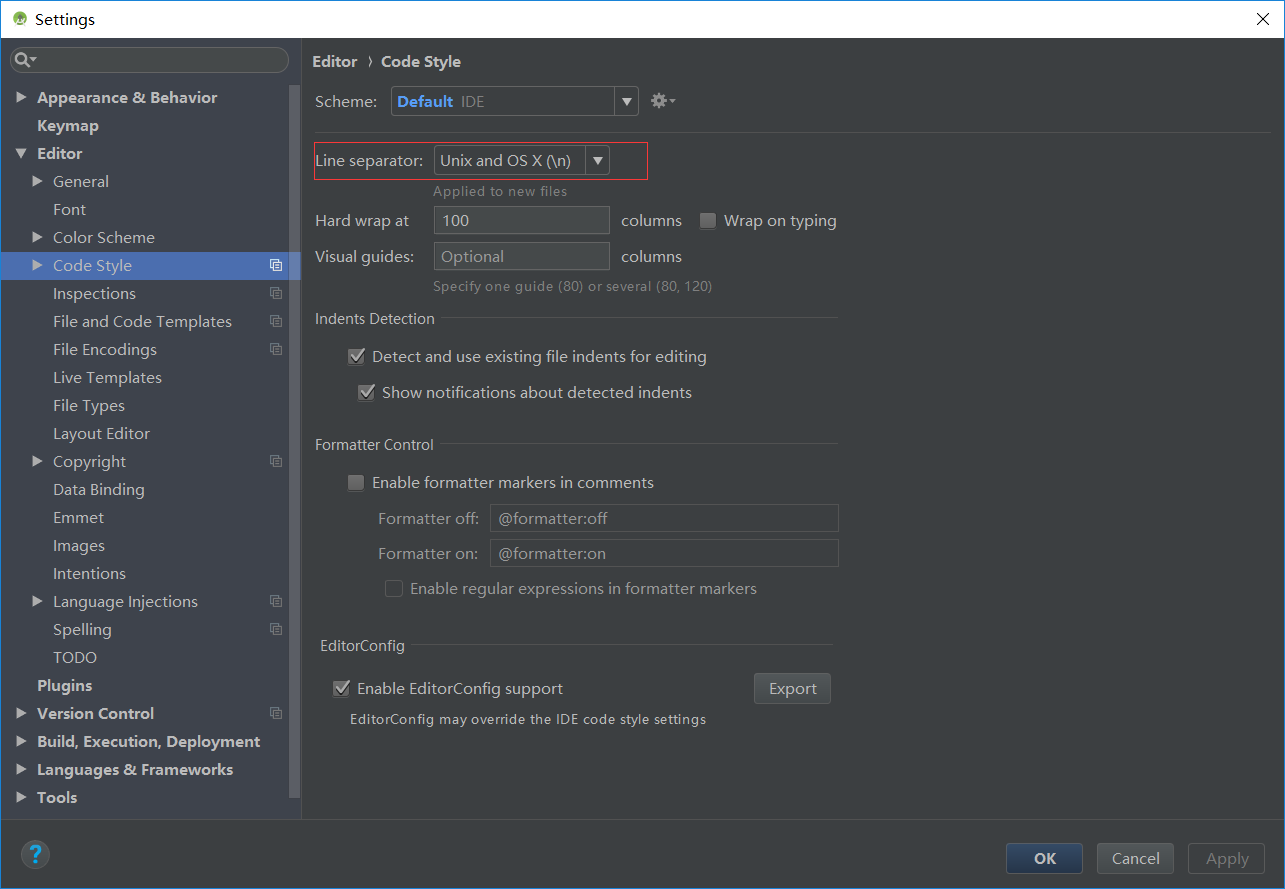 Settings
Appearance & Behavior
Keymap
Editor
General
Font
Color Scheme
Code Style
Inspections
File and Code Templates
File Encodings
Live Templates
File Types
Layout Editor
Copyright
Data Binding
Emmet
Images
Intentions
Language Injections
Spelling
TODO
Plugins
Version Control
Build, Execution, Deployment
Languages & Frameworks
Tools
Editor › Code Style
Scheme: Default IDE
Line separator: Unix and OS X (\n)
Applied to new files
Hard wrap at 100 columns Wrap on typing
Visual guides: Optional columns
Specify one guide (80) or several (80, 120)
Indents Detection
Detect and use existing file indents for editing
Show notifications about detected indents
Formatter Control
Enable formatter markers in comments
Formatter off: @formatter:off
Formatter on: @formatter:on
Enable regular expressions in formatter markers
EditorConfig
Enable EditorConfig support Export
EditorConfig may override the IDE code style settings
? OK Cancel Apply